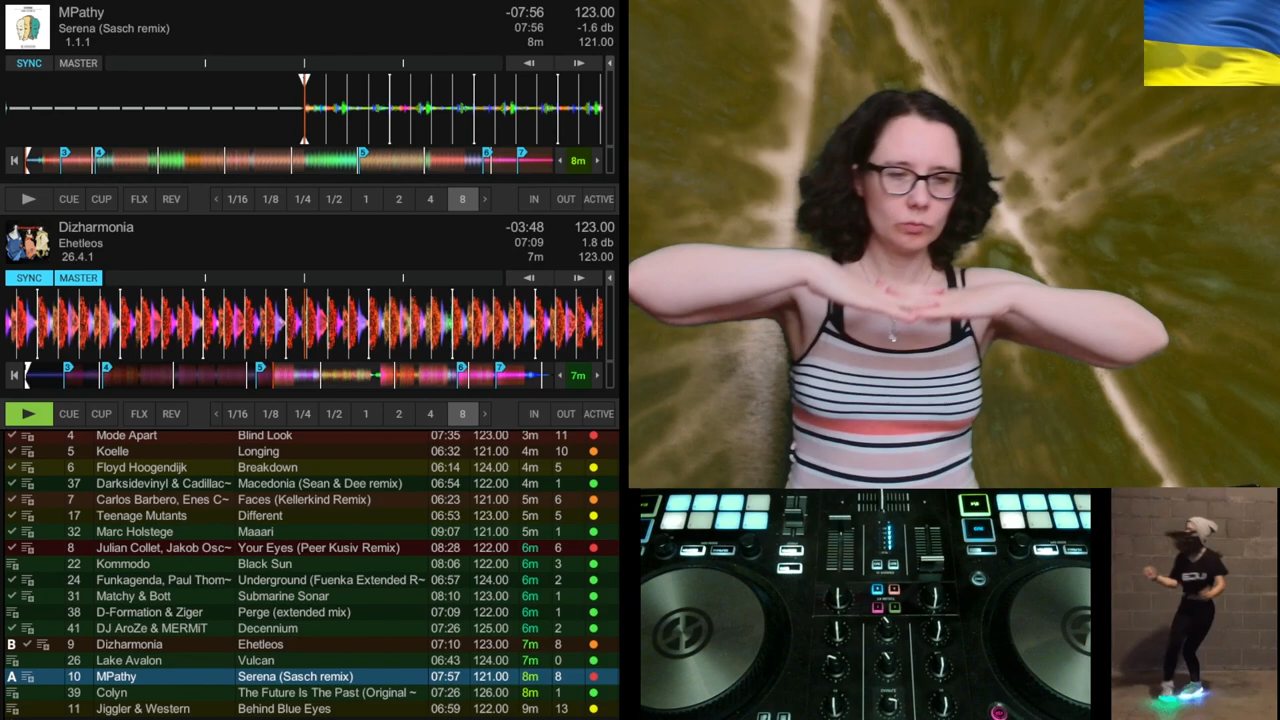 MPathy -07:56 123.00
Serena (Sasch remix) 07:56 -1.6 db
1.1.1 8m 121.00
SYNC MASTER
3 4 5 6 7 8m
CUE CUP FLX REV 1/16 1/8 1/4 1/2 1 2 4 8 IN OUT ACTIVE
Dizharmonia -03:48 123.00
Ehetleos 07:09 1.8 db
26.4.1 7m 123.00
SYNC MASTER
3 4 5 6 7 7m
CUE CUP FLX REV 1/16 1/8 1/4 1/2 1 2 4 8 IN OUT ACTIVE
4 Mode Apart Blind Look 07:35 123.00 3m 11
5 Koelle Longing 06:32 121.00 4m 10
6 Floyd Hoogendijk Breakdown 06:14 124.00 4m 5
37 Darksidevinyl & Cadillac~ Macedonia (Sean & Dee remix) 06:54 122.00 4m 1
7 Carlos Barbero, Enes C~ Faces (Kellerkind Remix) 06:23 121.00 5m 6
17 Teenage Mutants Different 06:53 123.00 5m 5
32 Marc Holstege Maaari 09:07 121.00 5m 1
8 Julian Collet, Jakob Osc~ Your Eyes (Peer Kusiv Remix) 08:28 122.00 6m 6
22 Kommodo Black Sun 08:06 122.00 6m 3
24 Funkagenda, Paul Thom~ Underground (Fuenka Extended R~ 06:57 124.00 6m 2
31 Matchy & Bott Submarine Sonar 08:10 123.00 6m 1
38 D-Formation & Ziger Perge (extended mix) 07:09 122.00 6m 1
41 DJ AroZe & MERMiT Decennium 07:26 125.00 6m 2
B 9 Dizharmonia Ehetleos 07:10 123.00 7m 8
26 Lake Avalon Vulcan 06:43 124.00 7m 0
A 10 MPathy Serena (Sasch remix) 07:57 121.00 8m 8
39 Colyn The Future Is The Past (Original ~ 07:26 126.00 8m 1
11 Jiggler & Western Behind Blue Eyes 06:59 122.00 9m 13